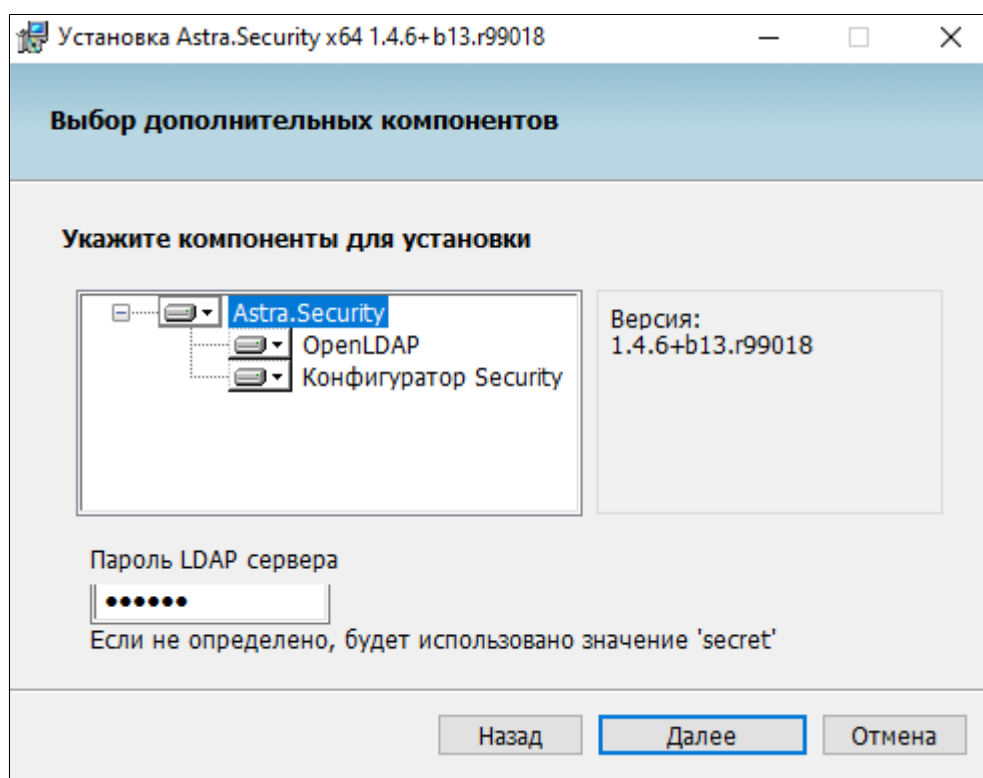 Установка Astra.Security x64 1.4.6+b13.r99018
Выбор дополнительных компонентов
Укажите компоненты для установки
Astra.Security
OpenLDAP
Конфигуратор Security
Версия:
1.4.6+b13.r99018
Пароль LDAP сервера
••••••
Если не определено, будет использовано значение 'secret'
Назад
Далее
Отмена